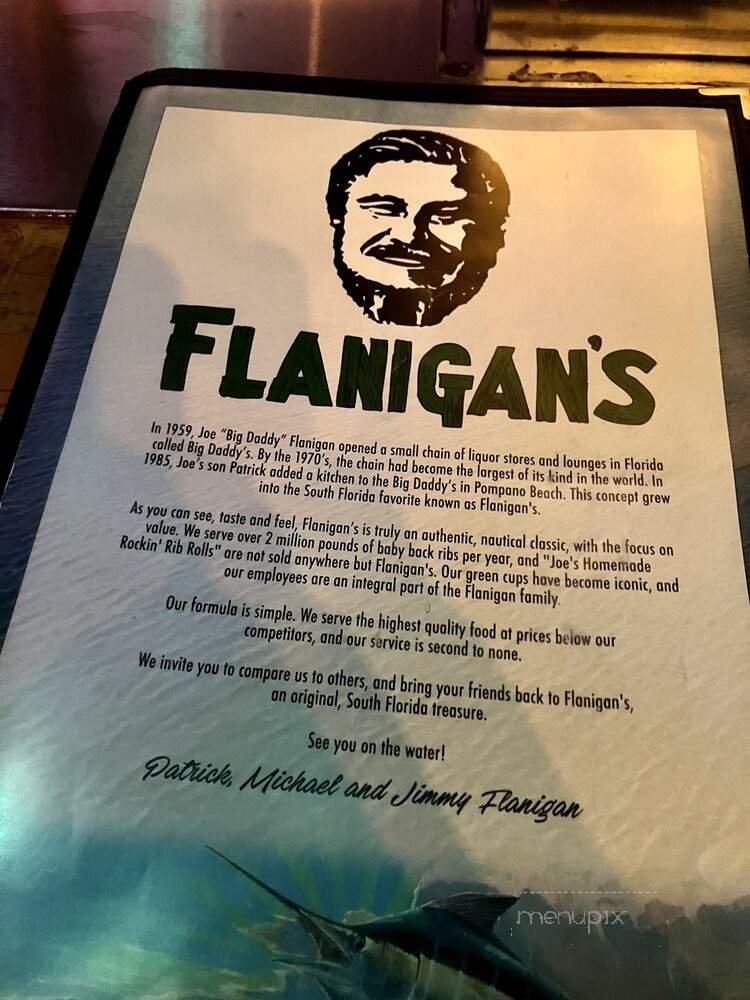 FLANIGAN'S
In 1959, Joe "Big Daddy" Flanigan opened a small chain of liquor stores and lounges in Florida
called Big Daddy's. By the 1970's, the chain had become the largest of its kind in the world. In
1985, Joe's son Patrick added a kitchen to the Big Daddy's in Pompano Beach. This concept grew
into the South Florida favorite known as Flanigan's.
As you can see, taste and feel, Flanigan's is truly an authentic, nautical classic, with the focus on
value. We serve over 2 million pounds of baby back ribs per year, and "Joe's Homemade
Rockin' Rib Rolls" are not sold anywhere but Flanigan's. Our green cups have become iconic, and
our employees are an integral part of the Flanigan family.
Our formula is simple. We serve the highest quality food at prices below our
competitors, and our service is second to none.
We invite you to compare us to others, and bring your friends back to Flanigan's,
an original, South Florida treasure.
See you on the water!
Patrick, Michael and Jimmy Flanigan
menupix